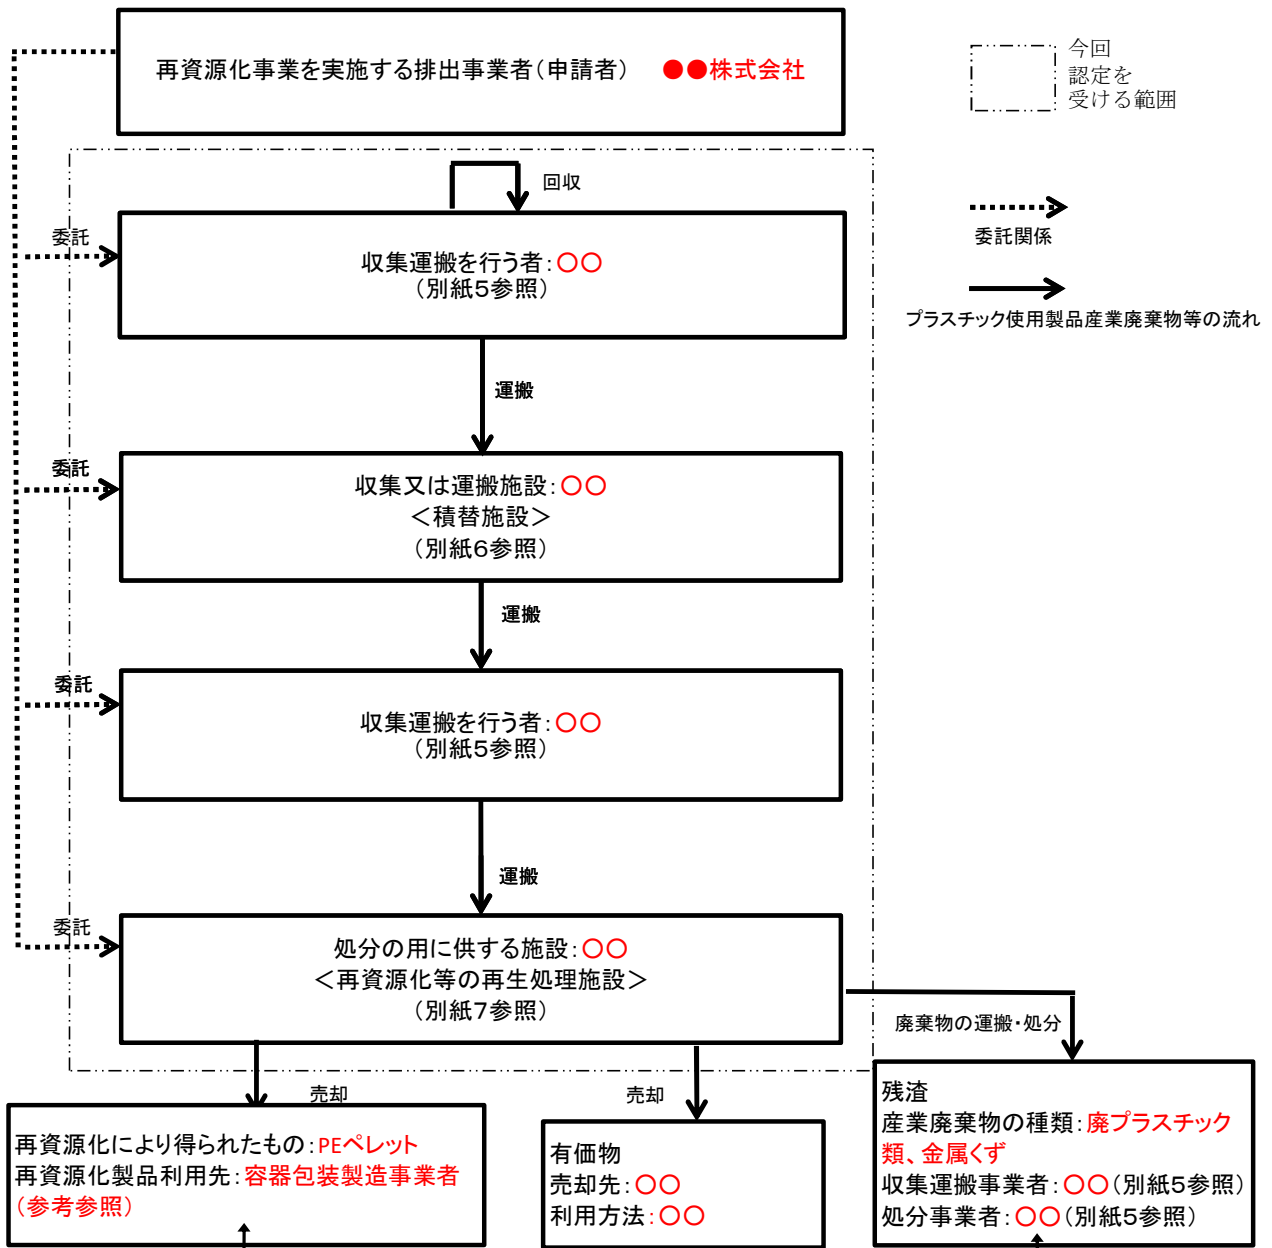 再資源化事業を実施する排出事業者（申請者）　●●株式会社
今回
認定を
受ける範囲
回収
委託
収集運搬を行う者：〇〇
（別紙５参照）
委託関係
プラスチック使用製品産業廃棄物等の流れ
運搬
委託
収集又は運搬施設：〇〇
＜積替施設＞
（別紙６参照）
運搬
委託
収集運搬を行う者：〇〇
（別紙５参照）
運搬
委託
処分の用に供する施設：〇〇
＜再資源化等の再生処理施設＞
（別紙７参照）
廃棄物の運搬・処分
売却
売却
再資源化により得られたもの：PEペレット
再資源化製品利用先：容器包装製造事業者
（参考参照）
有価物
売却先：〇〇
利用方法：〇〇
残渣
産業廃棄物の種類：廃プラスチック
類、金属くず
収集運搬事業者：〇〇（別紙５参照）
処分事業者：〇〇（別紙５参照）